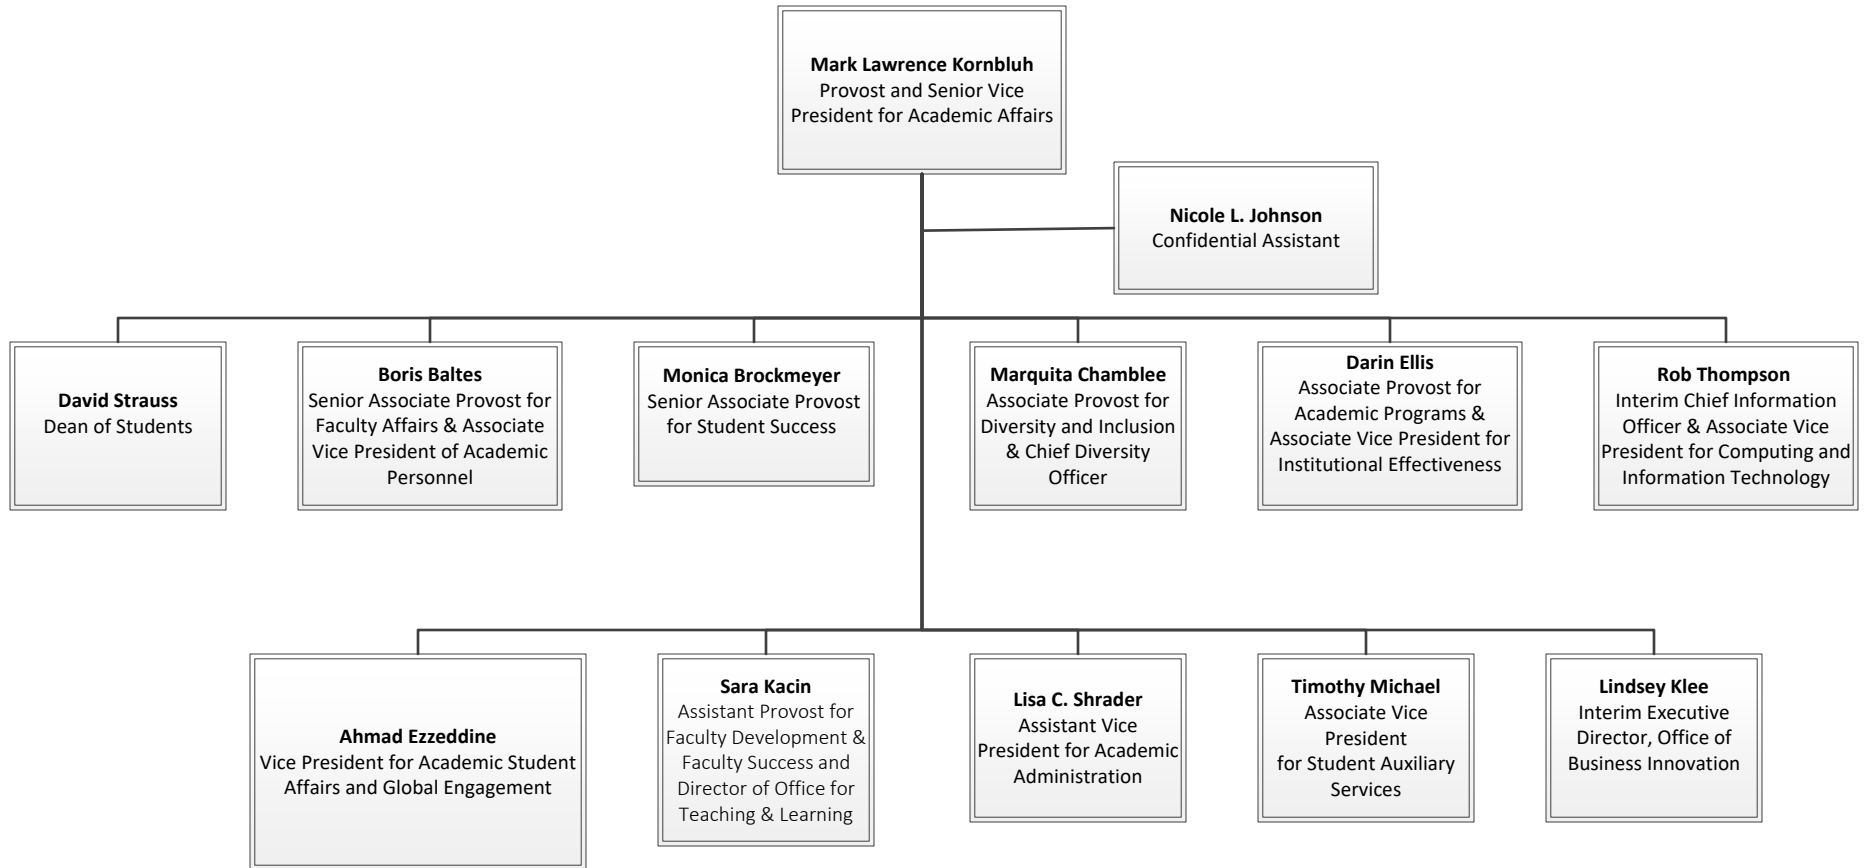 Mark Lawrence Kornbluh
Provost and Senior Vice
President for Academic Affairs
Nicole L. Johnson
Confidential Assistant
David Strauss
Dean of Students
Boris Baltes
Senior Associate Provost for
Faculty Affairs & Associate
Vice President of Academic
Personnel
Monica Brockmeyer
Senior Associate Provost
for Student Success
Marquita Chamblee
Associate Provost for
Diversity and Inclusion
& Chief Diversity
Officer
Darin Ellis
Associate Provost for
Academic Programs &
Associate Vice President for
Institutional Effectiveness
Rob Thompson
Interim Chief Information
Officer & Associate Vice
President for Computing and
Information Technology
Ahmad Ezzeddine
Vice President for Academic Student
Affairs and Global Engagement
Sara Kacin
Assistant Provost for
Faculty Development &
Faculty Success and
Director of Office for
Teaching & Learning
Lisa C. Shrader
Assistant Vice
President for Academic
Administration
Timothy Michael
Associate Vice
President
for Student Auxiliary
Services
Lindsey Klee
Interim Executive
Director, Office of
Business Innovation